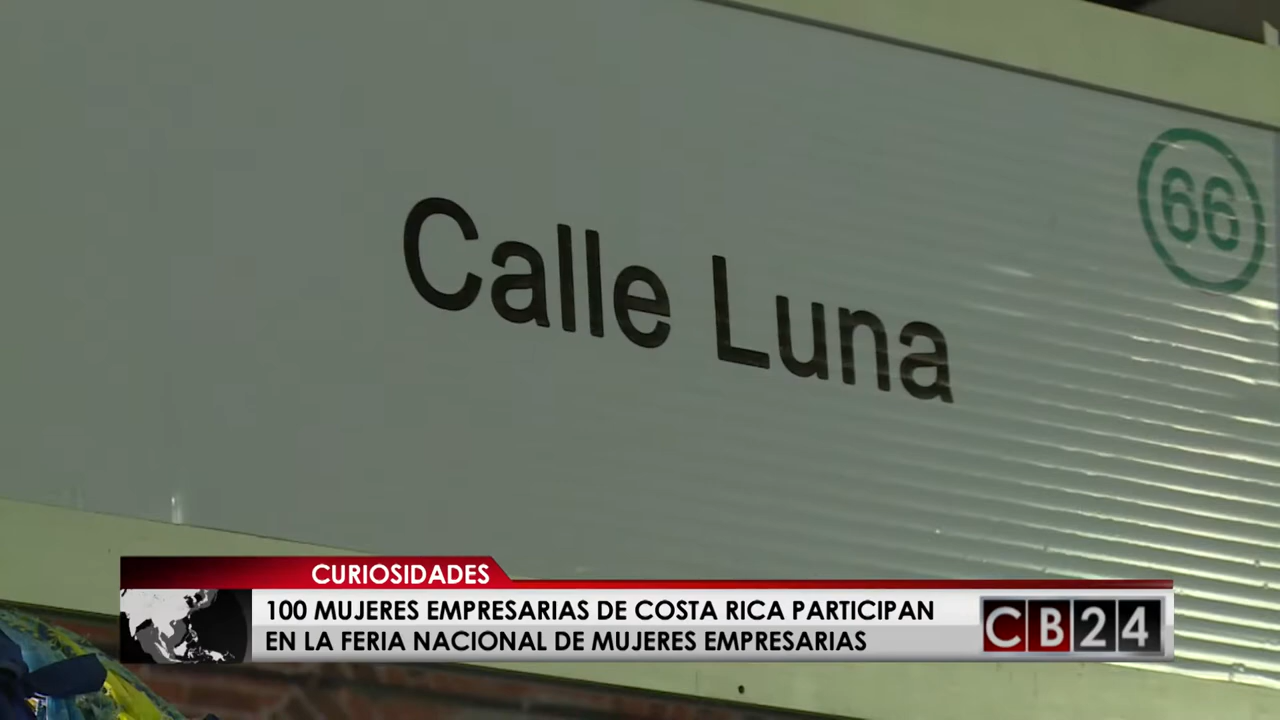 66
Calle Luna
CURIOSIDADES
100 MUJERES EMPRESARIAS DE COSTA RICA PARTICIPAN
EN LA FERIA NACIONAL DE MUJERES EMPRESARIAS
CB24